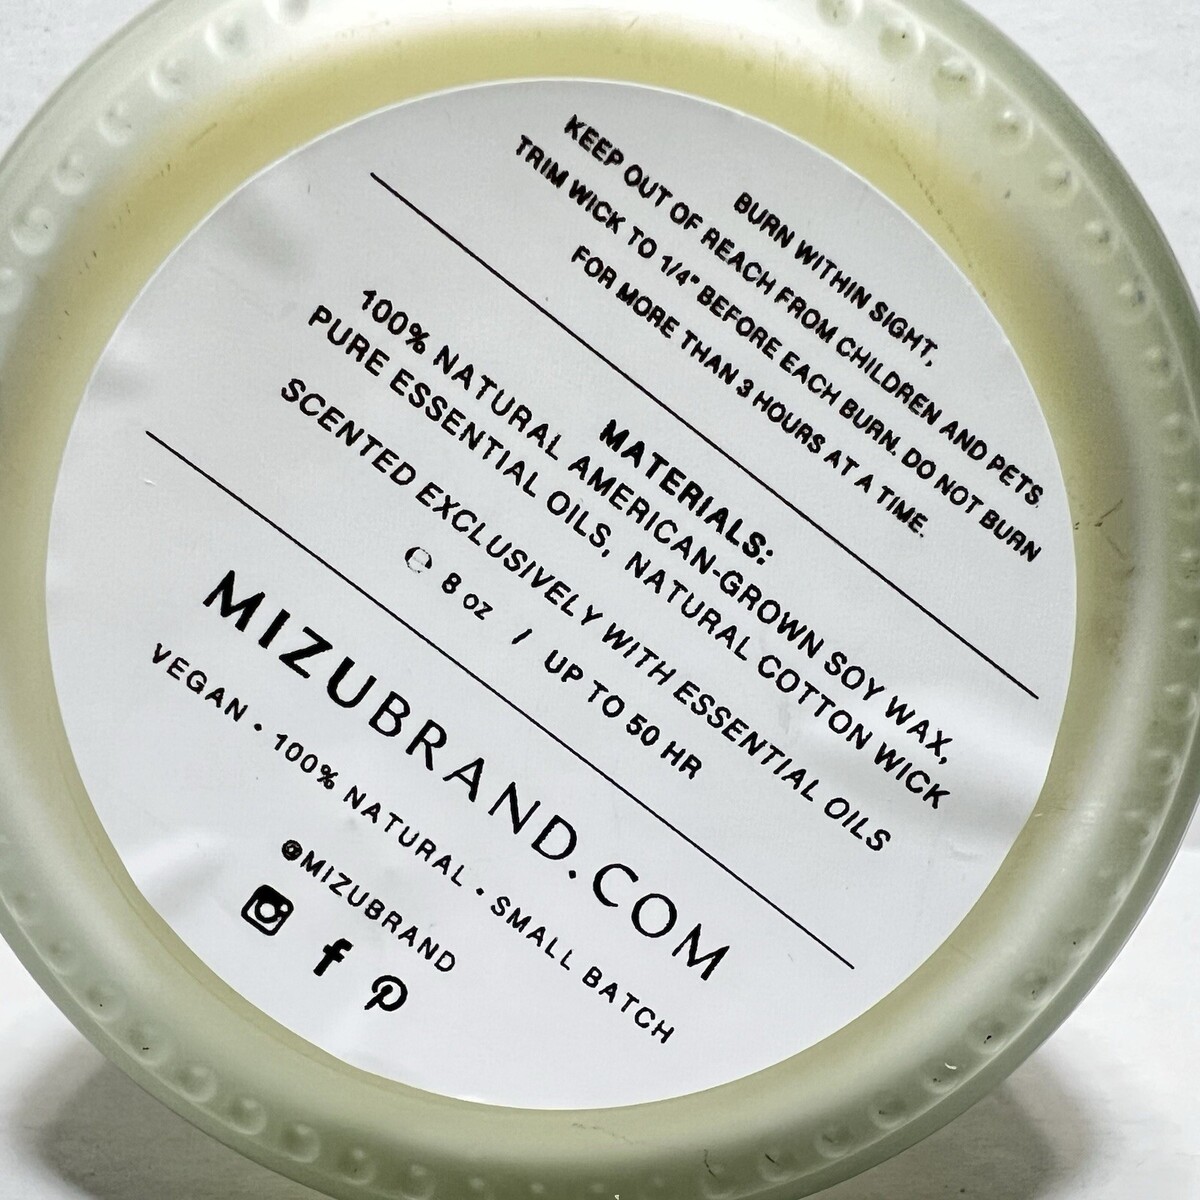 BURN WITHIN SIGHT,
KEEP OUT OF REACH FROM CHILDREN AND PETS.
TRIM WICK TO 1/4" BEFORE EACH BURN. DO NOT BURN
FOR MORE THAN 3 HOURS AT A TIME.
MATERIALS:
100% NATURAL AMERICAN-GROWN SOY WAX,
PURE ESSENTIAL OILS, NATURAL COTTON WICK
SCENTED EXCLUSIVELY WITH ESSENTIAL OILS
℮ 8 oz / UP TO 50 HR
MIZUBRAND.COM
VEGAN • 100% NATURAL • SMALL BATCH
@MIZUBRAND